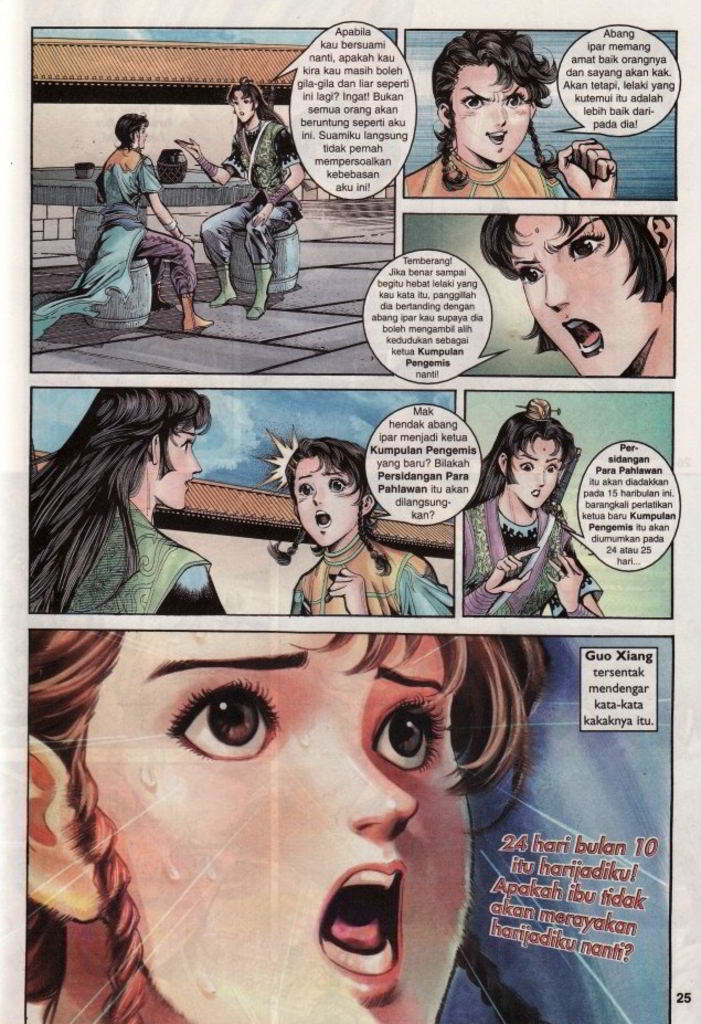 Apabila
kau bersuami
nanti, apakah kau
kira kau masih boleh
gila-gila dan liar seperti
ini lagi? Ingat! Bukan
semua orang akan
beruntung seperti aku
ini. Suamiku langsung
tidak pernah
mempersoalkan
kebebasan
aku ini!
Abang
ipar memang
amat baik orangnya
dan sayang akan kak.
Akan tetapi, lelaki yang
kutemui itu adalah
lebih baik dari-
pada dia!
Temberang!
Jika benar sampai
begitu hebat lelaki yang
kau kata itu, panggillah
dia bertanding dengan
abang ipar kau supaya dia
boleh mengambil alih
kedudukan sebagai
ketua Kumpulan
Pengemis
nanti!
Mak
hendak abang
ipar menjadi ketua
Kumpulan Pengemis
yang baru? Bilakah
Persidangan Para
Pahlawan itu akan
dilangsung-
kan?
Per-
sidangan
Para Pahlawan
itu akan diadakkan
pada 15 haribulan ini.
barangkali perlatikan
ketua baru Kumpulan
Pengemis itu akan
diumumkan pada
24 atau 25
hari...
Guo Xiang
tersentak
mendengar
kata-kata
kakaknya itu.
24 hari bulan 10
itu harijadiku!
Apakah ibu tidak
akan merayakan
harijadiku nanti?
25